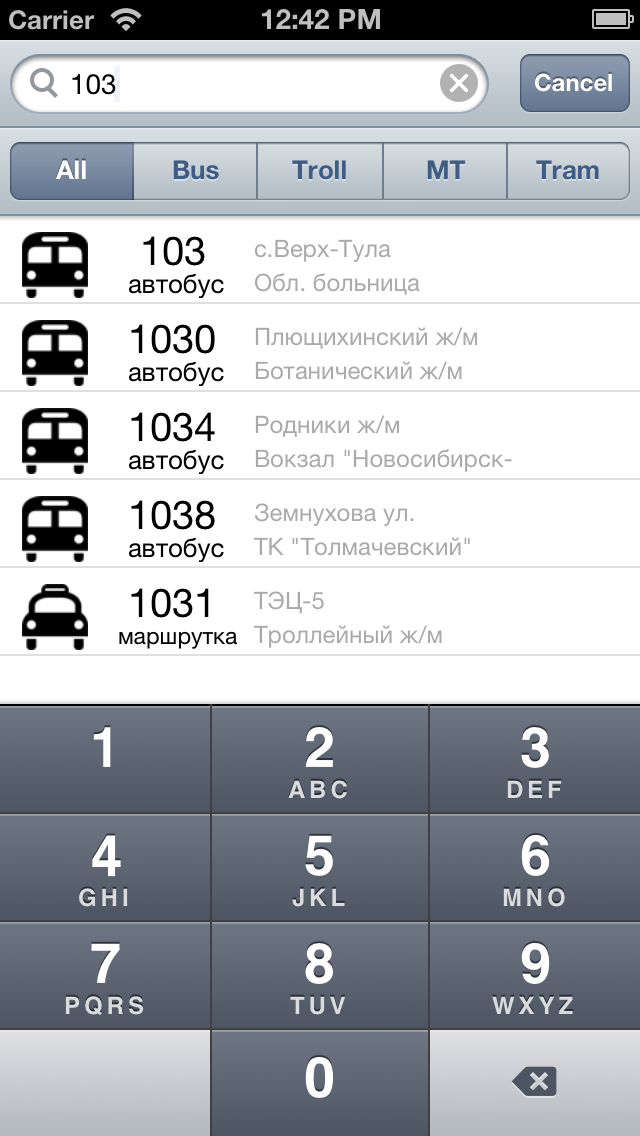 Carrier 12:42 PM
103 Cancel
All Bus Troll MT Tram
103 с.Верх-Тула
автобус Обл. больница
1030 Плющихинский ж/м
автобус Ботанический ж/м
1034 Родники ж/м
автобус Вокзал "Новосибирск-
1038 Земнухова ул.
автобус ТК "Толмачевский"
1031 ТЭЦ-5
маршрутка Троллейный ж/м
1 2 3
ABC DEF
4 5 6
GHI JKL MNO
7 8 9
PQRS TUV WXYZ
0